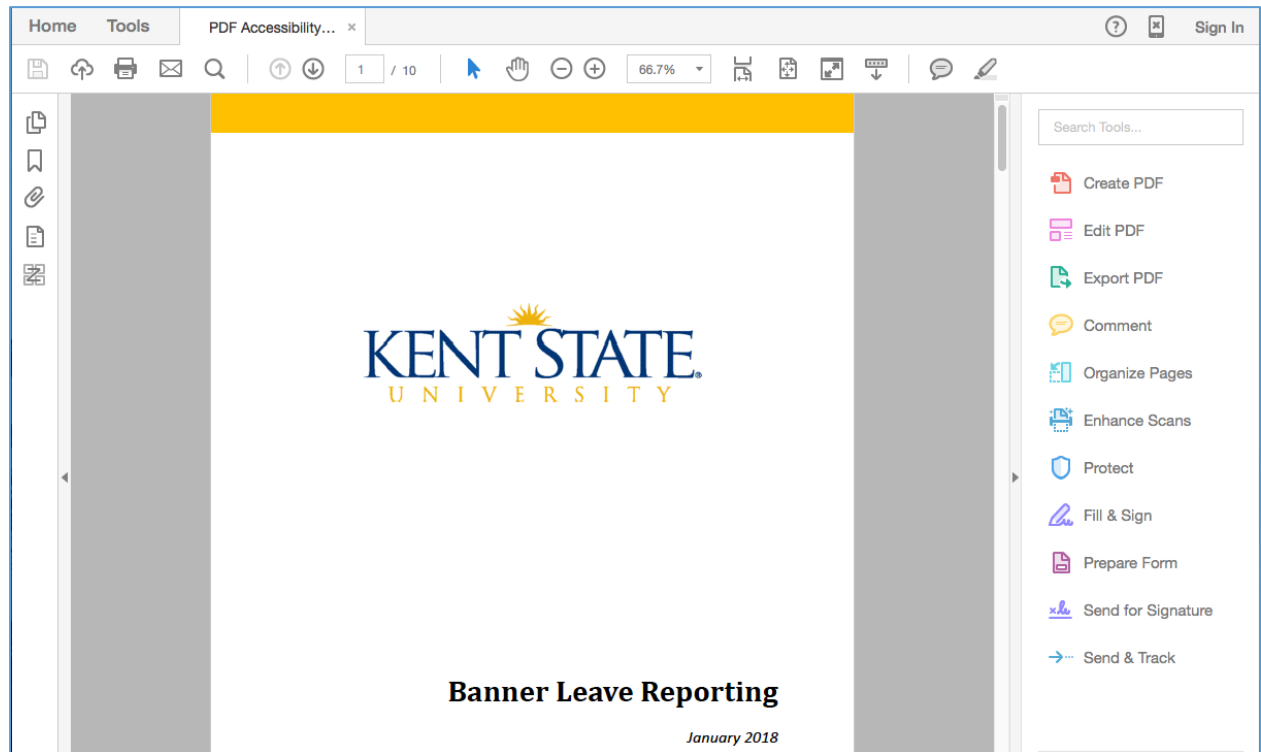 Home Tools PDF Accessibility... × ? Sign In
1 / 10 66.7%
Search Tools...
Create PDF
Edit PDF
Export PDF
Comment
Organize Pages
Enhance Scans
Protect
Fill & Sign
Prepare Form
Send for Signature
Send & Track
KENT STATE®
UNIVERSITY
Banner Leave Reporting
January 2018